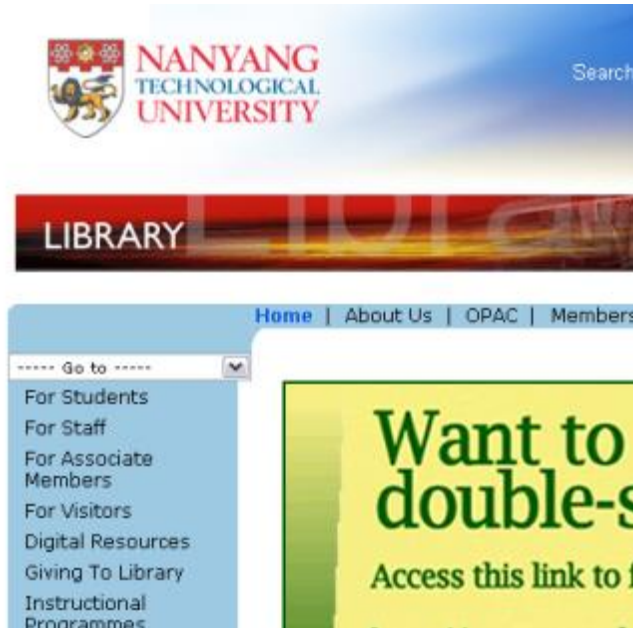 NANYANG
TECHNOLOGICAL
UNIVERSITY
Search
LIBRARY
Home | About Us | OPAC | Members
----- Go to -----
For Students
For Staff
For Associate
Members
For Visitors
Digital Resources
Giving To Library
Instructional
Programmes
Want to
double-s
Access this link to f